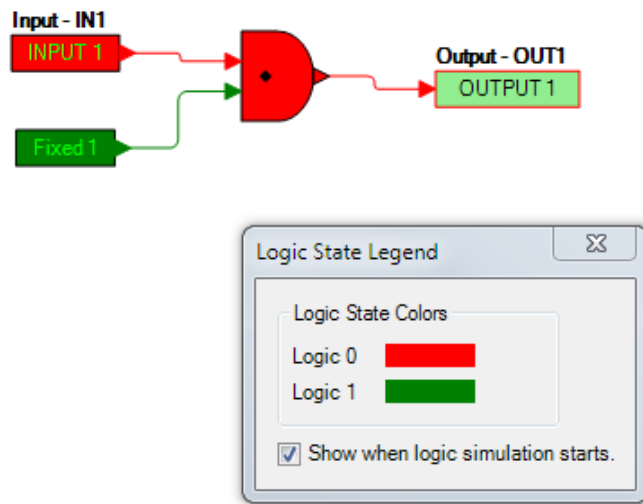 Input - IN1
INPUT 1
Output - OUT1
OUTPUT 1
Fixed 1
Logic State Legend
Logic State Colors
Logic 0
Logic 1
Show when logic simulation starts.